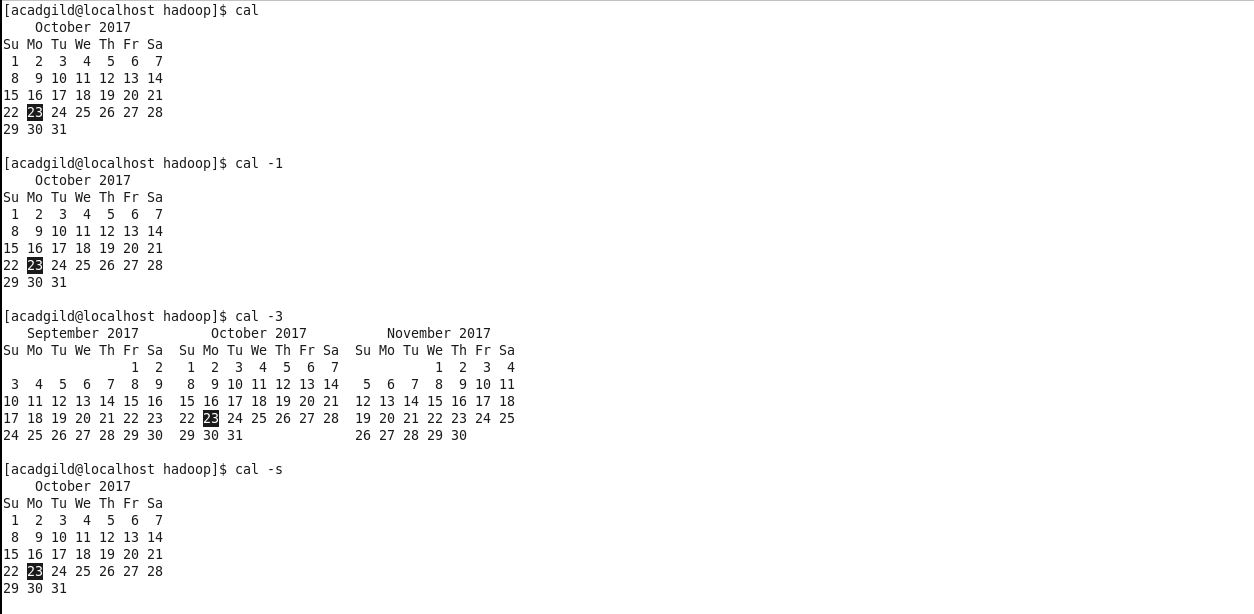 [acadgild@localhost hadoop]$ cal
    October 2017
Su Mo Tu We Th Fr Sa
 1  2  3  4  5  6  7
 8  9 10 11 12 13 14
15 16 17 18 19 20 21
22 23 24 25 26 27 28
29 30 31

[acadgild@localhost hadoop]$ cal -1
    October 2017
Su Mo Tu We Th Fr Sa
 1  2  3  4  5  6  7
 8  9 10 11 12 13 14
15 16 17 18 19 20 21
22 23 24 25 26 27 28
29 30 31

[acadgild@localhost hadoop]$ cal -3
   September 2017         October 2017          November 2017
Su Mo Tu We Th Fr Sa  Su Mo Tu We Th Fr Sa  Su Mo Tu We Th Fr Sa
                1  2   1  2  3  4  5  6  7            1  2  3  4
 3  4  5  6  7  8  9   8  9 10 11 12 13 14   5  6  7  8  9 10 11
10 11 12 13 14 15 16  15 16 17 18 19 20 21  12 13 14 15 16 17 18
17 18 19 20 21 22 23  22 23 24 25 26 27 28  19 20 21 22 23 24 25
24 25 26 27 28 29 30  29 30 31              26 27 28 29 30

[acadgild@localhost hadoop]$ cal -s
    October 2017
Su Mo Tu We Th Fr Sa
 1  2  3  4  5  6  7
 8  9 10 11 12 13 14
15 16 17 18 19 20 21
22 23 24 25 26 27 28
29 30 31